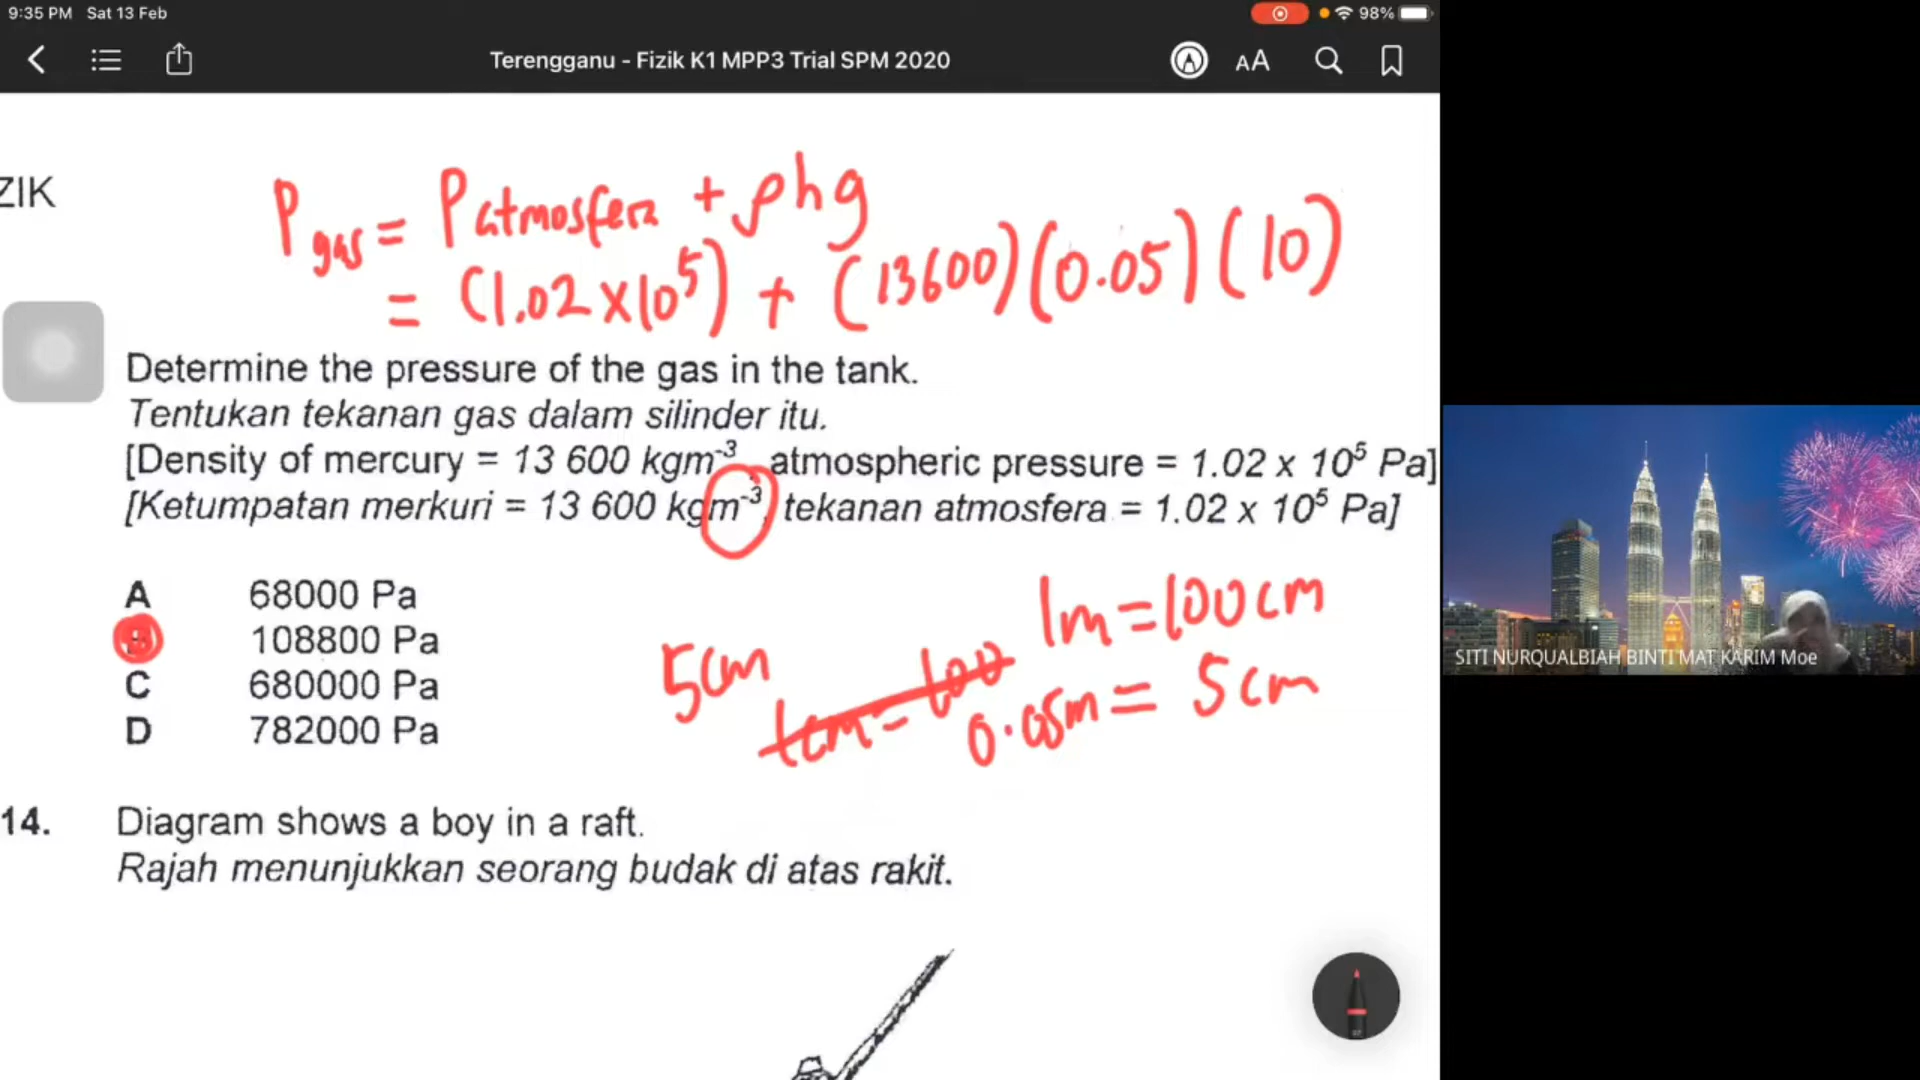 9:35 PM Sat 13 Feb
98%
Terengganu - Fizik K1 MPP3 Trial SPM 2020
AA
ZIK
Pgas = Patmosfera + ρhg
= (1.02 x 10⁵) + (13600)(0.05)(10)
Determine the pressure of the gas in the tank.
Tentukan tekanan gas dalam silinder itu.
[Density of mercury = 13 600 kgm⁻³, atmospheric pressure = 1.02 x 10⁵ Pa]
[Ketumpatan merkuri = 13 600 kgm⁻³, tekanan atmosfera = 1.02 x 10⁵ Pa]
A 68000 Pa
B 108800 Pa
C 680000 Pa
D 782000 Pa
1m = 100cm
5cm
1cm = 100
0.05m = 5cm
14. Diagram shows a boy in a raft.
Rajah menunjukkan seorang budak di atas rakit.
SITI NURQUALBIAH BINTI MAT KARIM Moe